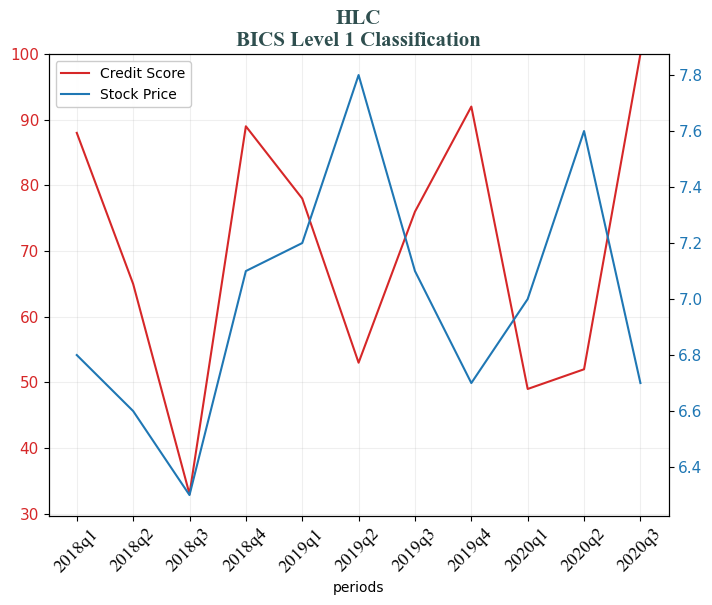 HLC
BICS Level 1 Classification
Credit Score
Stock Price
100
90
80
70
60
50
40
30
7.8
7.6
7.4
7.2
7.0
6.8
6.6
6.4
2018q1
2018q2
2018q3
2018q4
2019q1
2019q2
2019q3
2019q4
2020q1
2020q2
2020q3
periods